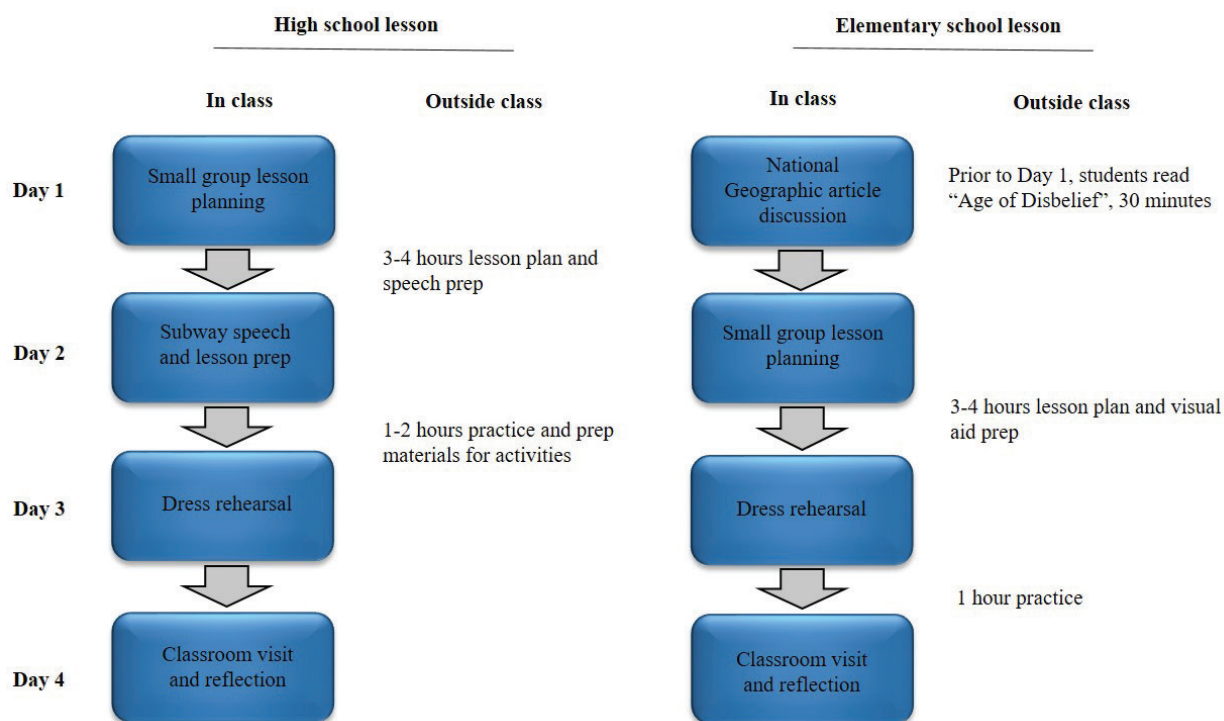 High school lesson
In class
Outside class
Day 1
Small group lesson
planning
3-4 hours lesson plan and
speech prep
Day 2
Subway speech
and lesson prep
1-2 hours practice and prep
materials for activities
Day 3
Dress rehearsal
Day 4
Classroom visit
and reflection
Elementary school lesson
In class
Outside class
National
Geographic article
discussion
Prior to Day 1, students read
“Age of Disbelief”, 30 minutes
Small group lesson
planning
3-4 hours lesson plan and visual
aid prep
Dress rehearsal
1 hour practice
Classroom visit
and reflection